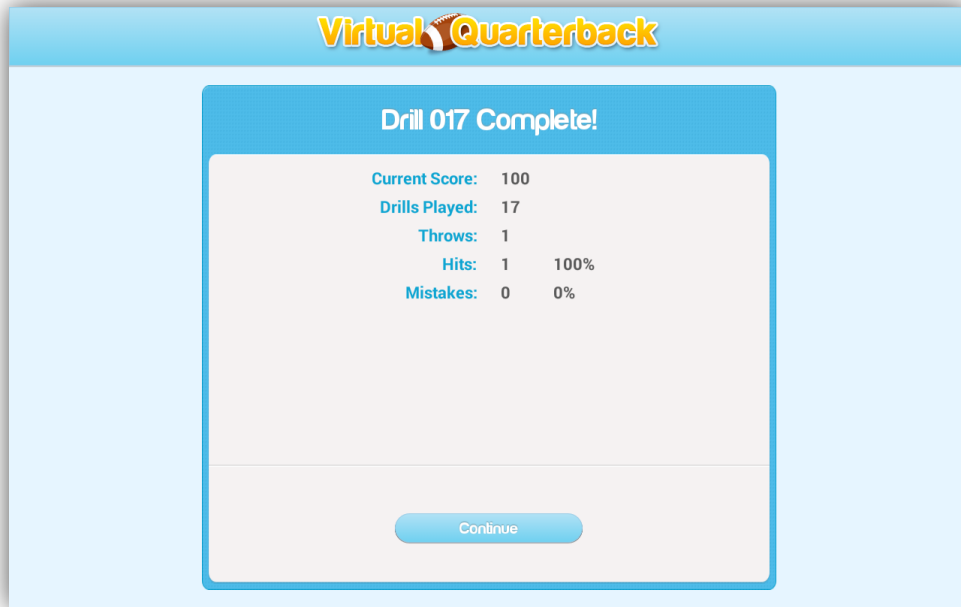 Virtual Quarterback
Drill 017 Complete!
Current Score: 100
Drills Played: 17
Throws: 1
Hits: 1 100%
Mistakes: 0 0%
Continue